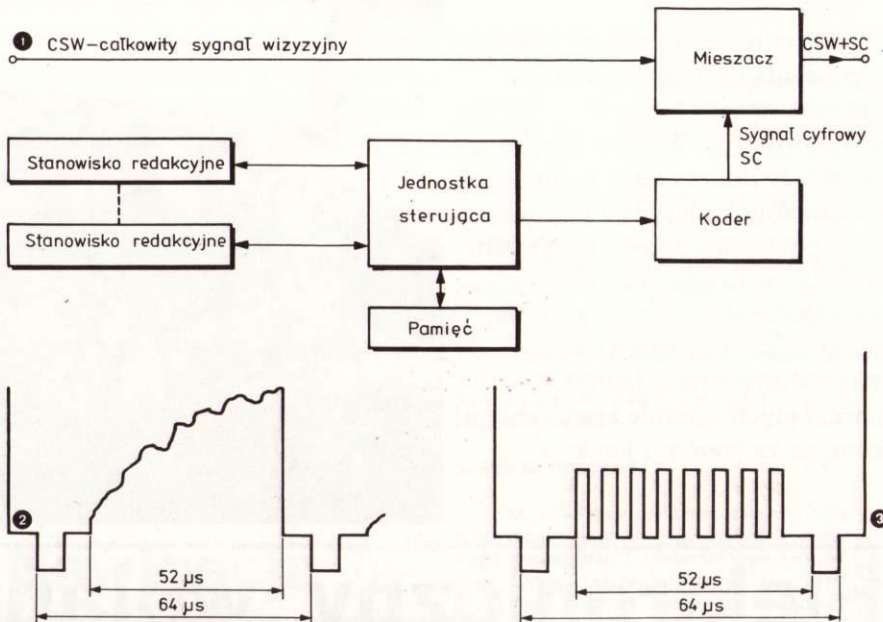 1 CSW-całkowity sygnał wizyzyjny
Mieszacz
CSW+SC
Sygnał cyfrowy
SC
Stanowisko redakcyjne
Jednostka
sterująca
Koder
Stanowisko redakcyjne
Pamięć
2
52 µs
64 µs
3
52 µs
64 µs